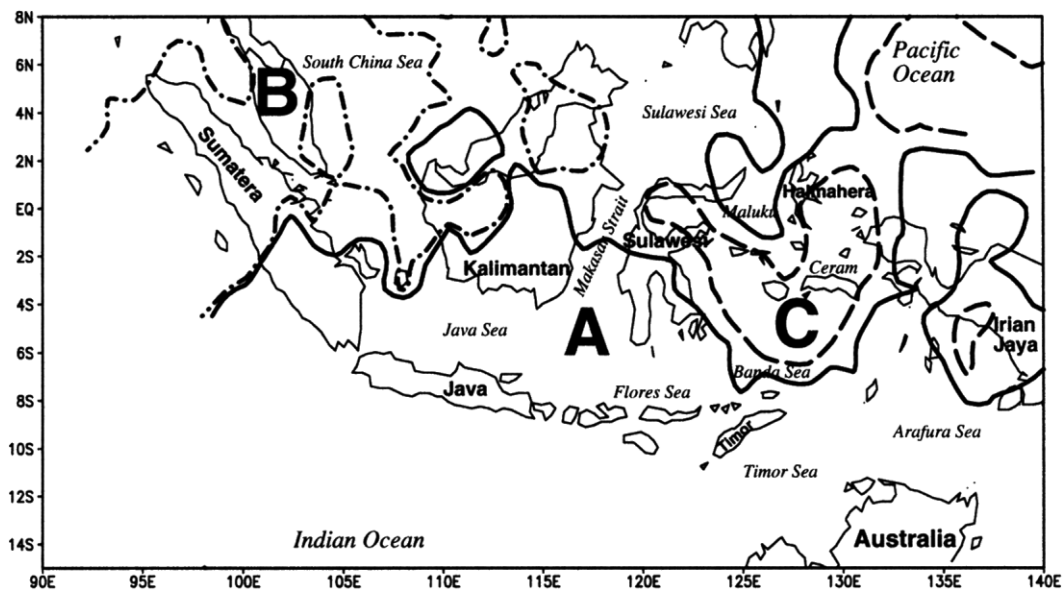 8N
6N
4N
2N
EQ
2S
4S
6S
8S
10S
12S
14S
90E
95E
100E
105E
110E
115E
120E
125E
130E
135E
140E
Pacific
Ocean
South China Sea
B
Sulawesi Sea
Sumatera
Halmahera
Maluku
Makasar Strait
Sulawesi
Kalimantan
Ceram
A
C
Java Sea
Irian
Jaya
Banda Sea
Java
Flores Sea
Timor
Arafura Sea
Timor Sea
Indian Ocean
Australia